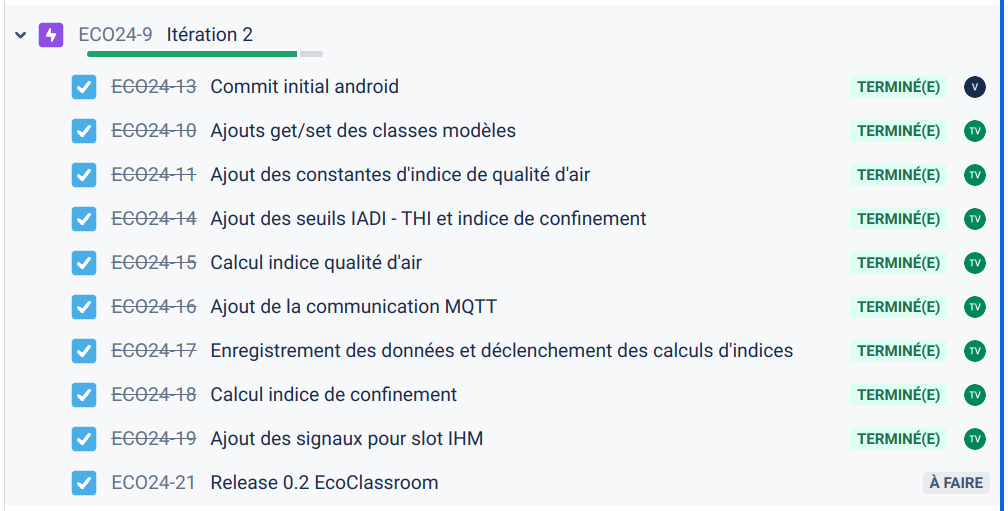 ECO24-9 Itération 2
ECO24-13 Commit initial android TERMINÉ(E) V
ECO24-10 Ajouts get/set des classes modèles TERMINÉ(E) TV
ECO24-11 Ajout des constantes d'indice de qualité d'air TERMINÉ(E) TV
ECO24-14 Ajout des seuils IADI - THI et indice de confinement TERMINÉ(E) TV
ECO24-15 Calcul indice qualité d'air TERMINÉ(E) TV
ECO24-16 Ajout de la communication MQTT TERMINÉ(E) TV
ECO24-17 Enregistrement des données et déclenchement des calculs d'indices TERMINÉ(E) TV
ECO24-18 Calcul indice de confinement TERMINÉ(E) TV
ECO24-19 Ajout des signaux pour slot IHM TERMINÉ(E) TV
ECO24-21 Release 0.2 EcoClassroom À FAIRE